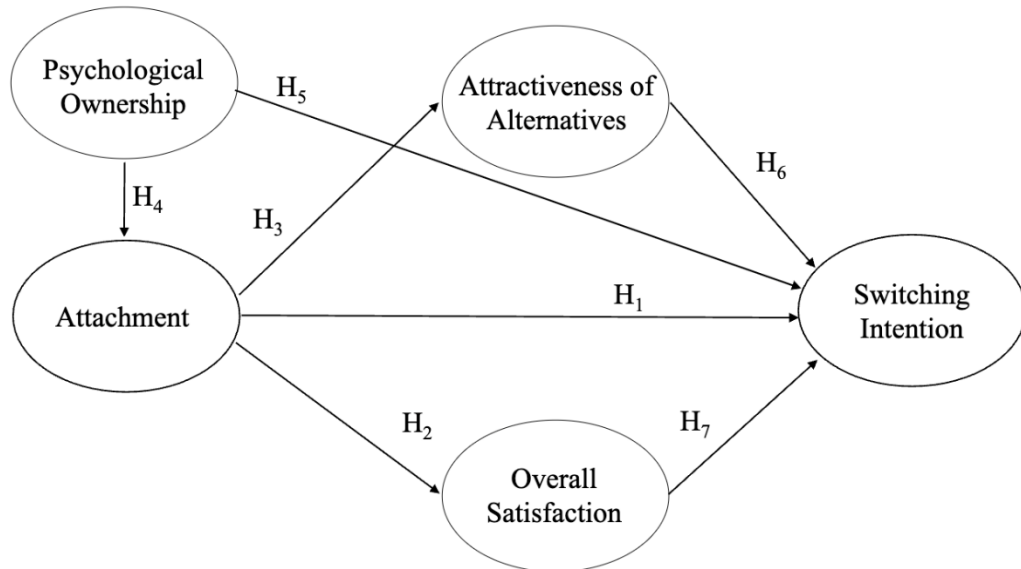 Psychological
Ownership
Attractiveness of
Alternatives
H₅
H₆
H₄
H₃
Attachment
H₁
Switching
Intention
H₂
H₇
Overall
Satisfaction